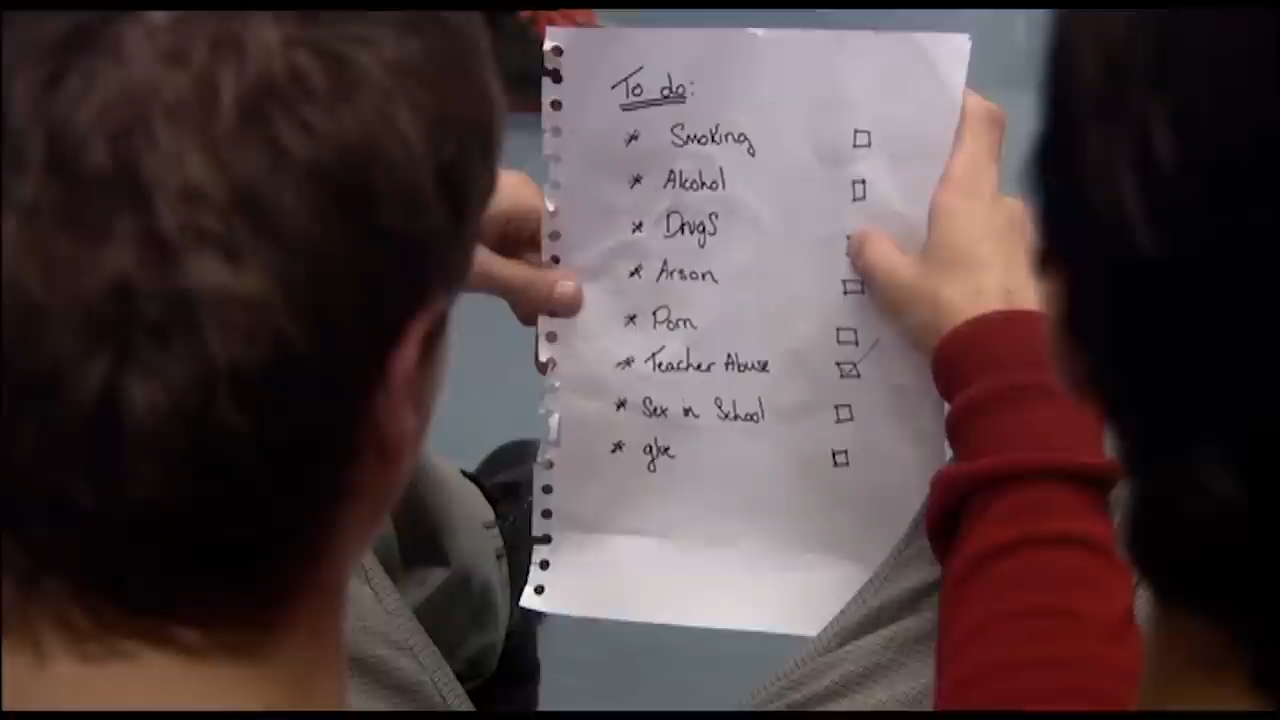 To do:
* Smoking
* Alcohol
* Drugs
* Arson
* Porn
* Teacher Abuse
* Sex in School
* glue